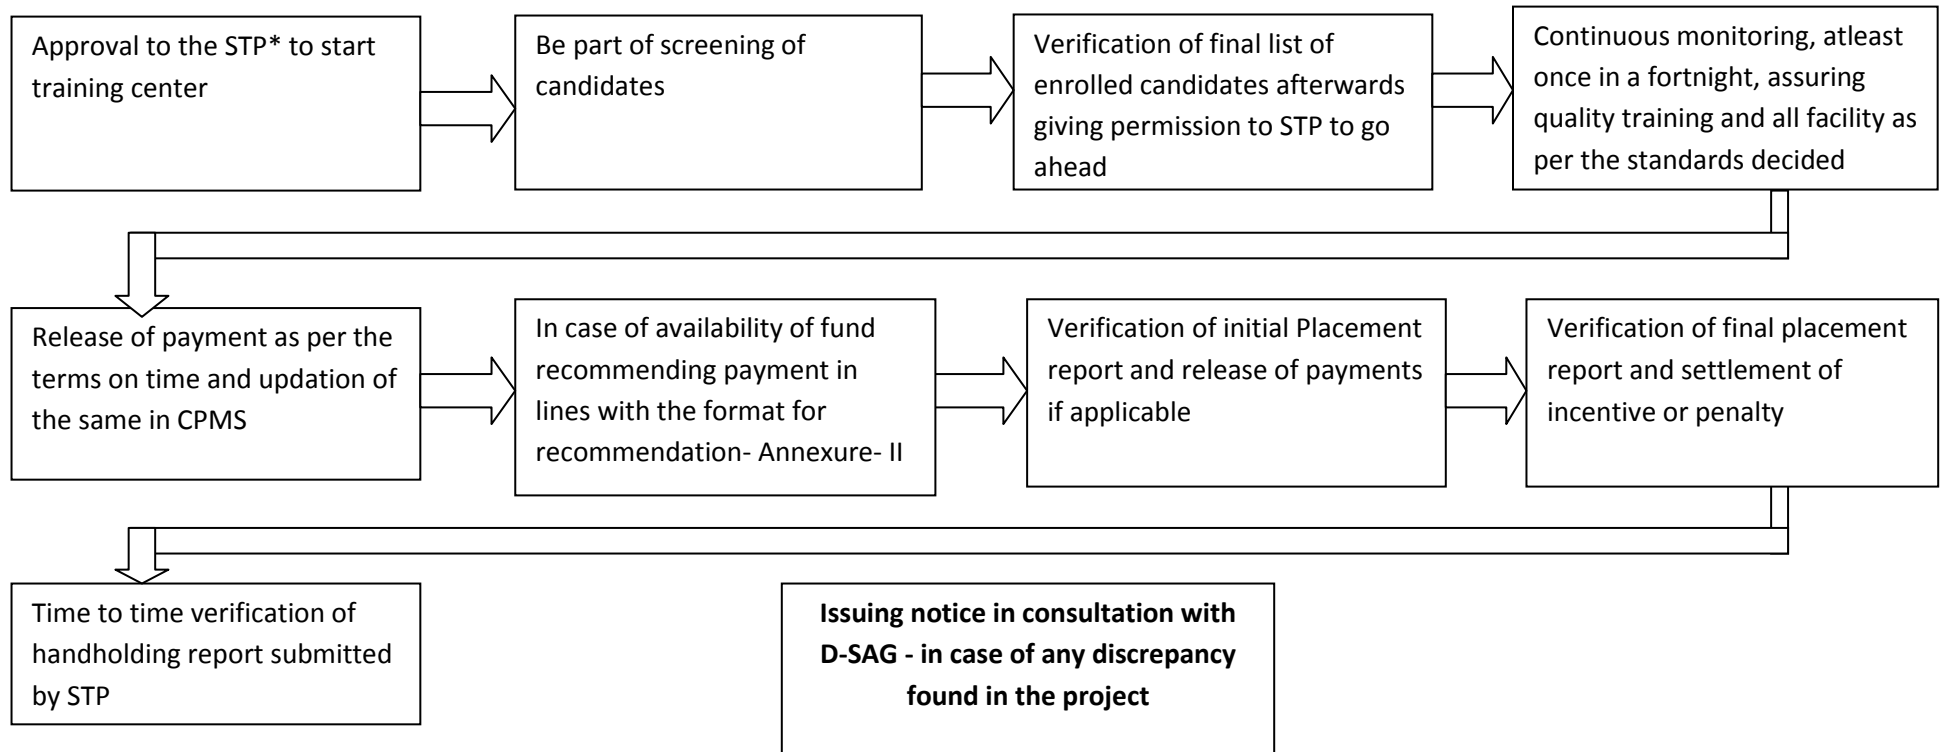 Approval to the STP* to start
training center
Be part of screening of
candidates
Verification of final list of
enrolled candidates afterwards
giving permission to STP to go
ahead
Continuous monitoring, atleast
once in a fortnight, assuring
quality training and all facility as
per the standards decided
Release of payment as per the
terms on time and updation of
the same in CPMS
In case of availability of fund
recommending payment in
lines with the format for
recommendation- Annexure- II
Verification of initial Placement
report and release of payments
if applicable
Verification of final placement
report and settlement of
incentive or penalty
Time to time verification of
handholding report submitted
by STP
Issuing notice in consultation with
D-SAG - in case of any discrepancy
found in the project